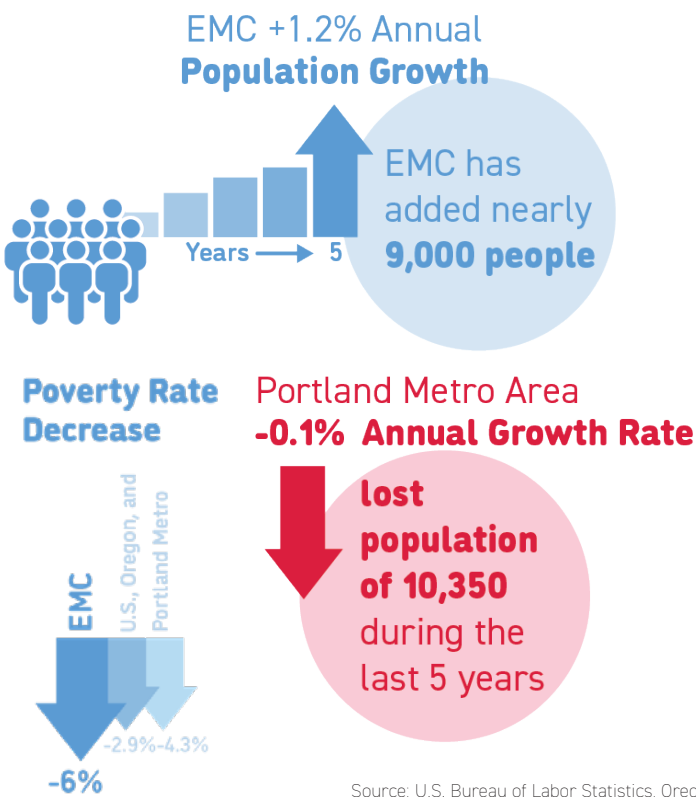 EMC +1.2% Annual
Population Growth
EMC has
added nearly
9,000 people
Years
5
Poverty Rate
Decrease
Portland Metro Area
-0.1% Annual Growth Rate
lost
population
of 10,350
during the
last 5 years
EMC
U.S., Oregon, and
Portland Metro
-2.9%
-4.3%
-6%
Source: U.S. Bureau of Labor Statistics,